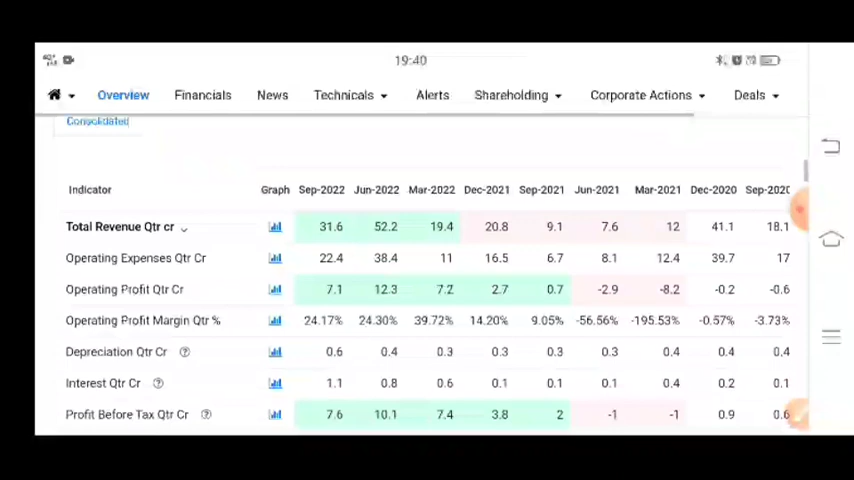 19:40
Overview Financials News Technicals Alerts Shareholding Corporate Actions Deals
Consolidated
Indicator Graph Sep-2022 Jun-2022 Mar-2022 Dec-2021 Sep-2021 Jun-2021 Mar-2021 Dec-2020 Sep-2020
Total Revenue Qtr cr 31.6 52.2 19.4 20.8 9.1 7.6 12 41.1 18.1
Operating Expenses Qtr Cr 22.4 38.4 11 16.5 6.7 8.1 12.4 39.7 17
Operating Profit Qtr Cr 7.1 12.3 7.2 2.7 0.7 -2.9 -8.2 -0.2 -0.6
Operating Profit Margin Qtr % 24.17% 24.30% 39.72% 14.20% 9.05% -56.56% -195.53% -0.57% -3.73%
Depreciation Qtr Cr 0.6 0.4 0.3 0.3 0.3 0.3 0.4 0.4 0.4
Interest Qtr Cr 1.1 0.8 0.6 0.1 0.1 0.1 0.4 0.2 0.1
Profit Before Tax Qtr Cr 7.6 10.1 7.4 3.8 2 -1 -1 0.9 0.6